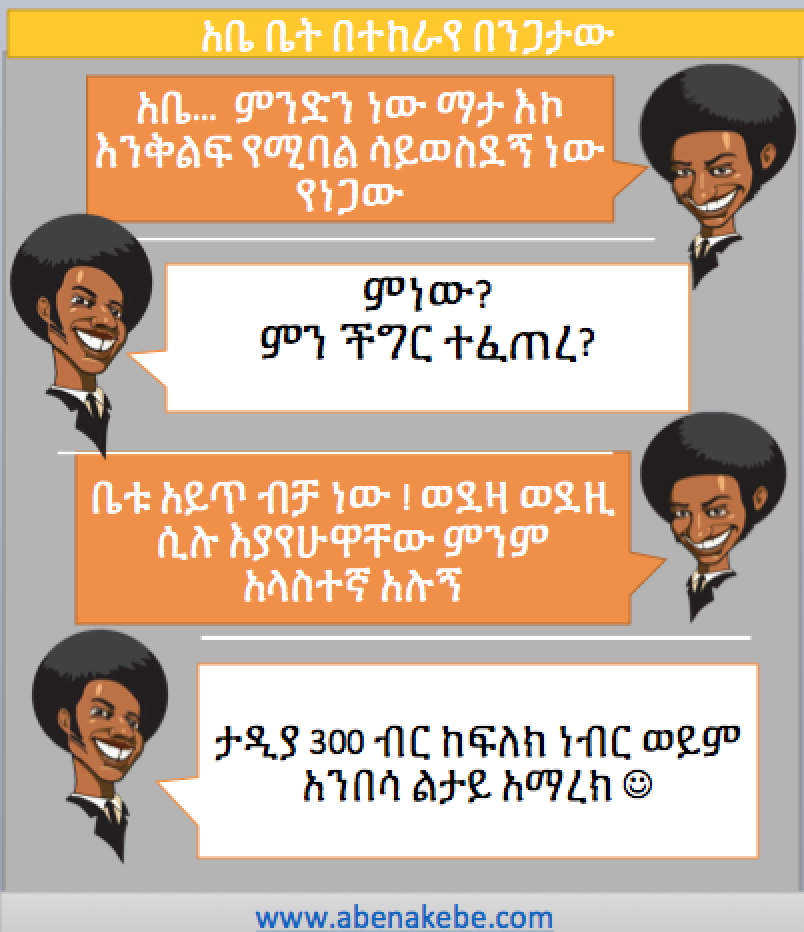 አቤ ቤት በተከራየ በንጋታው
አቤ... ምንድን ነው ማታ እኮ
እንቅልፍ የሚባል ሳይወስደኝ ነው
የነጋው
ምነው?
ምን ችግር ተፈጠረ?
ቤቱ አይጥ ብቻ ነው ! ወደዛ ወደዚ
ሲሉ እያየሁዋቸው ምንም
አላስተኛ አሉኝ
ታዲያ 300 ብር ከፍለክ ነብር ወይም
አንበሳ ልታይ አማረክ ☺
www.abenakebe.com